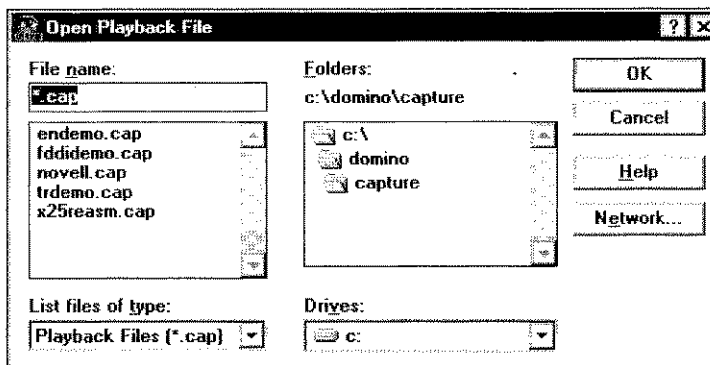 Open Playback File
File name:
*.cap
endemo.cap
fddidemo.cap
novell.cap
trdemo.cap
x25reasm.cap
List files of type:
Playback Files (*.cap)
Folders:
c:\domino\capture
c:\
domino
capture
Drives:
c:
OK
Cancel
Help
Network...